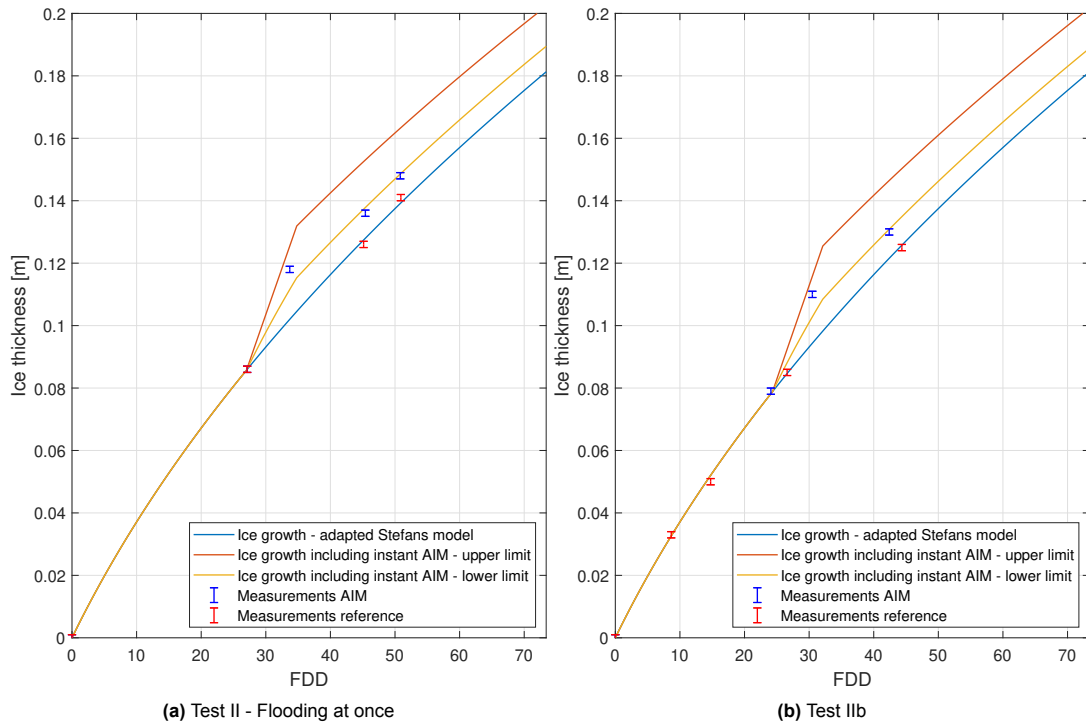 0.2
0.18
0.16
0.14
0.12
0.1
0.08
0.06
0.04
0.02
0
Ice thickness [m]
0 10 20 30 40 50 60 70
FDD
Ice growth - adapted Stefans model
Ice growth including instant AIM - upper limit
Ice growth including instant AIM - lower limit
Measurements AIM
Measurements reference
(a) Test II - Flooding at once
0.2
0.18
0.16
0.14
0.12
0.1
0.08
0.06
0.04
0.02
0
Ice thickness [m]
0 10 20 30 40 50 60 70
FDD
Ice growth - adapted Stefans model
Ice growth including instant AIM - upper limit
Ice growth including instant AIM - lower limit
Measurements AIM
Measurements reference
(b) Test IIb